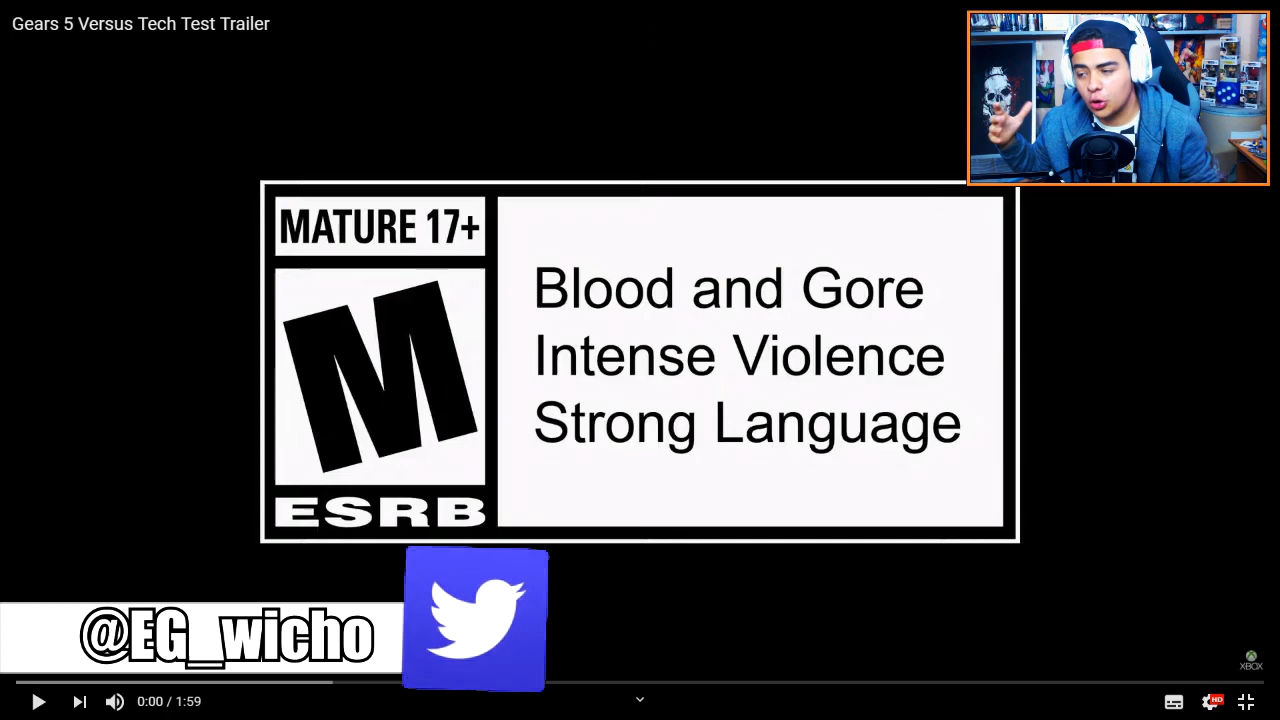 Gears 5 Versus Tech Test Trailer
MATURE 17+
M
ESRB
Blood and Gore
Intense Violence
Strong Language
@EG_wicho
XBOX
0:00 / 1:59
HD